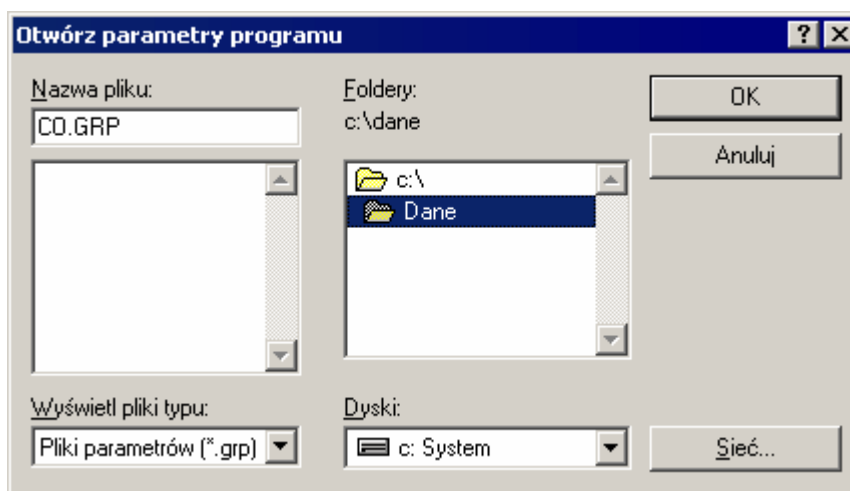 Otwórz parametry programu
Nazwa pliku:
CO.GRP
Foldery:
c:\dane
c:\
Dane
OK
Anuluj
Wyświetl pliki typu:
Pliki parametrów (*.grp)
Dyski:
c: System
Sieć...